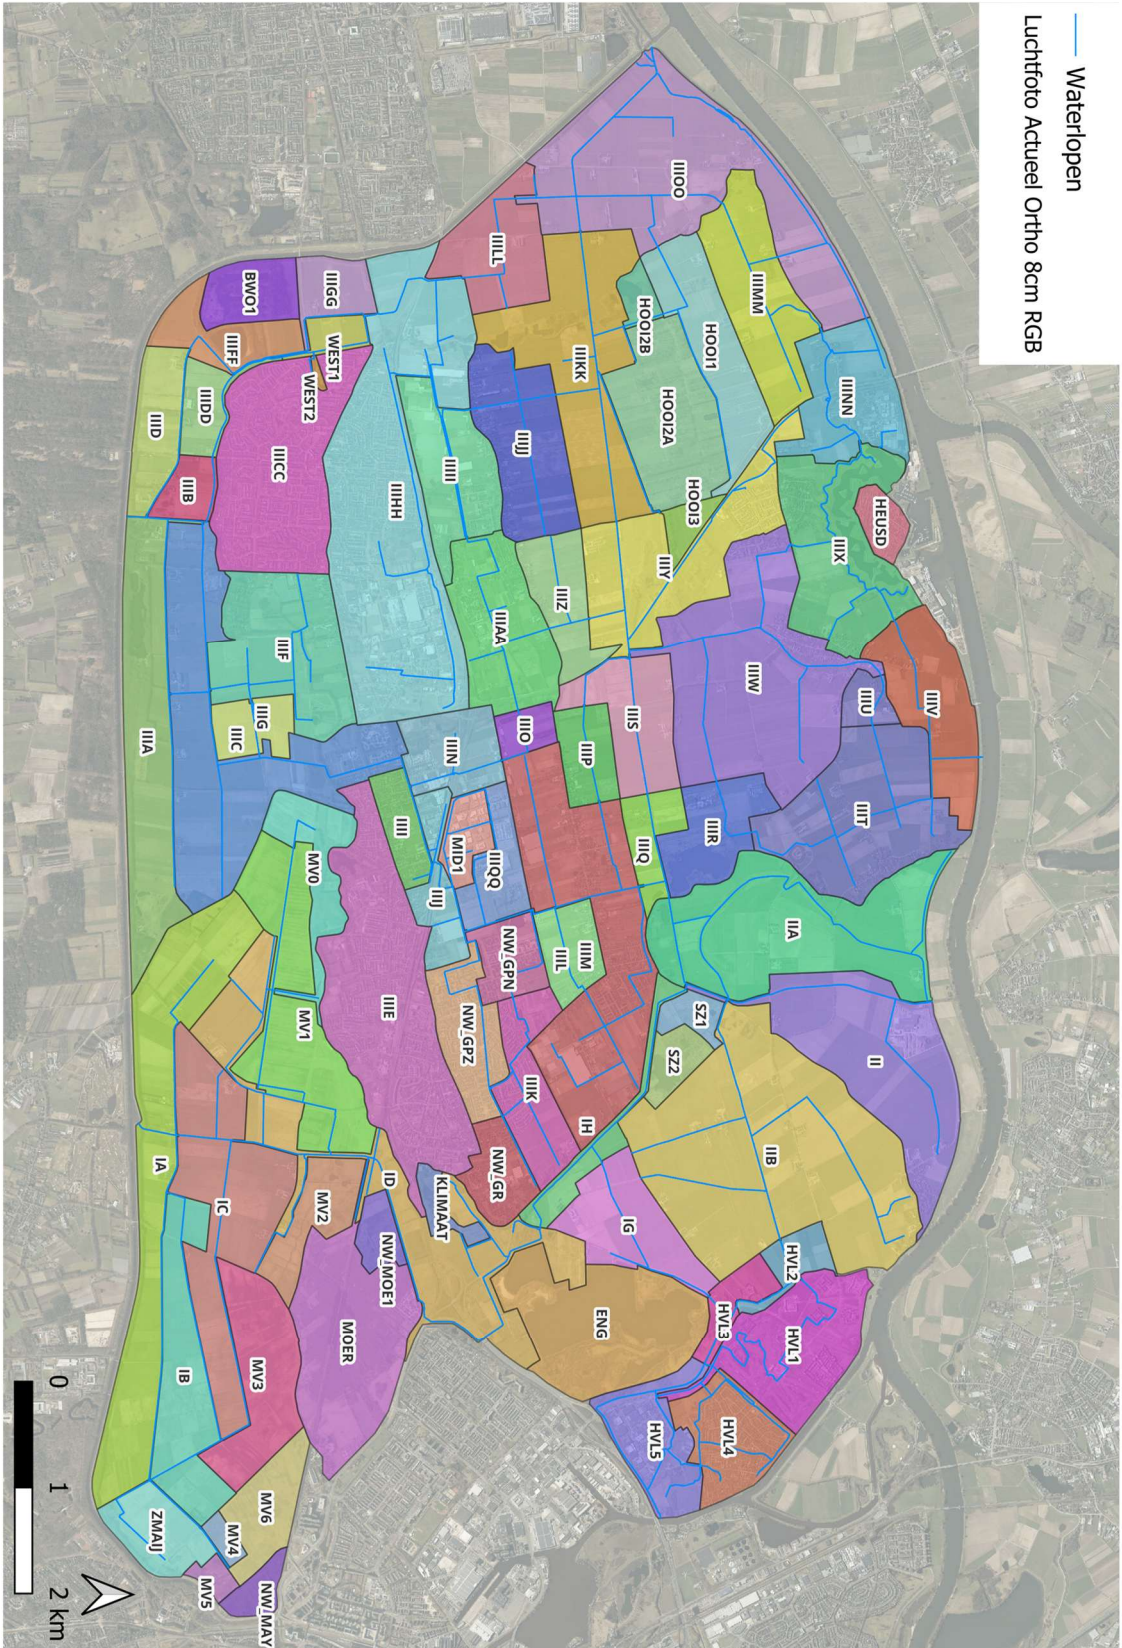 Waterlopen
Luchtfoto Actueel Ortho 8cm RGB
IIIOO
IIILL
IIIMM
HOOI1
HOOI2B
IIIKK
HOOI2A
IIINN
HEUSD
IIIX
HOOI3
IIIY
IIIJJ
IIIII
IIIHH
IIIGG
BWO1
WEST1
WEST2
IIIFF
IIIDD
IIID
IIICC
IIIB
IIIZ
IIIAA
IIIF
IIIG
IIIC
IIIA
IIIW
IIIU
IIIV
IIIT
IIIS
IIIP
IIIO
IIIN
IIIR
IIIQ
IIII
IIIJ
MID1
IIIQQ
MV0
IIA
IIIM
IIIL
NW_GPN
NW_GPZ
IIIE
MV1
SZ1
SZ2
II
IIB
IIIK
IH
NW_GR
KLIMAAT
ID
IG
IA
IC
MV2
NW_MOE1
MOER
ENG
HVL2
HVL3
HVL1
HVL4
HVL5
IB
MV3
MV6
MV4
ZMAIJ
MV5
NW_MAY
0 1 2 km